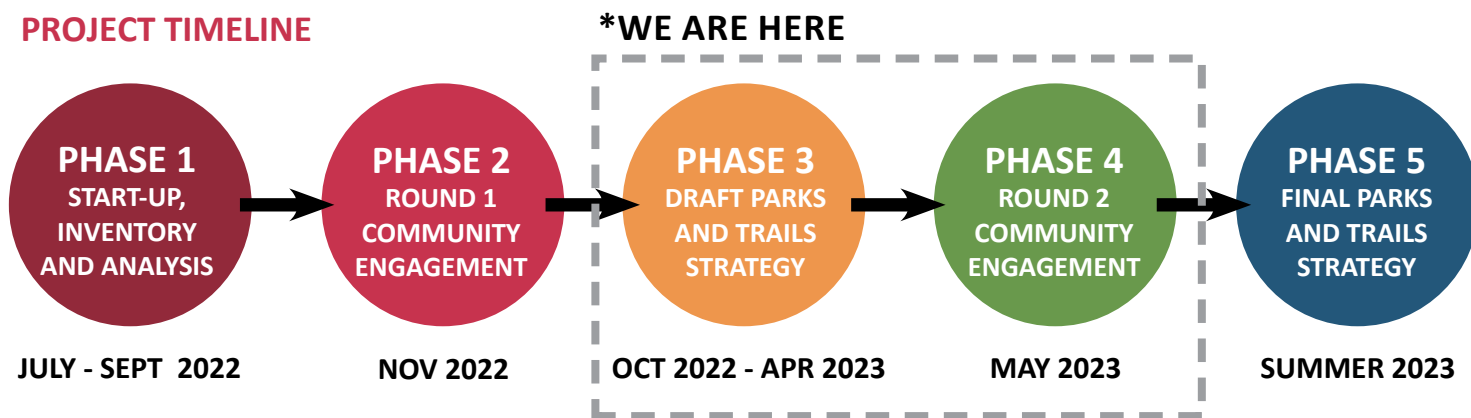 PROJECT TIMELINE
*WE ARE HERE
PHASE 1
START-UP,
INVENTORY
AND ANALYSIS
JULY - SEPT 2022
PHASE 2
ROUND 1
COMMUNITY
ENGAGEMENT
NOV 2022
PHASE 3
DRAFT PARKS
AND TRAILS
STRATEGY
OCT 2022 - APR 2023
PHASE 4
ROUND 2
COMMUNITY
ENGAGEMENT
MAY 2023
PHASE 5
FINAL PARKS
AND TRAILS
STRATEGY
SUMMER 2023